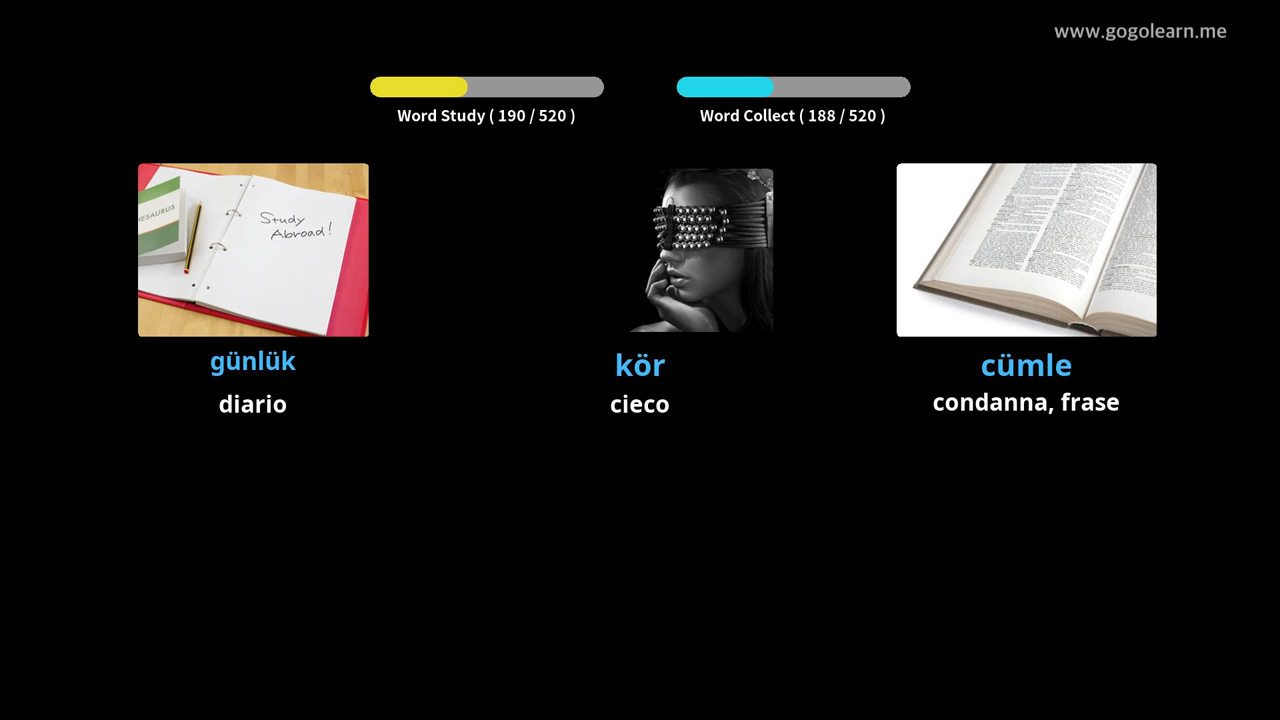 www.gogolearn.me
Word Study ( 190 / 520 )
Word Collect ( 188 / 520 )
HESAURUS
Study
Abroad!
günlük
kör
cümle
diario
cieco
condanna, frase